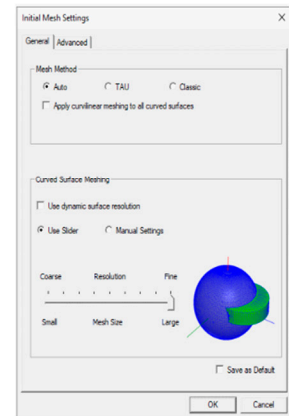 Initial Mesh Settings X
General Advanced
Mesh Method
Auto TAU Classic
Apply curvilinear meshing to all curved surfaces
Curved Surface Meshing
Use dynamic surface resolution
Use Slider Manual Settings
Coarse Resolution Fine
Small Mesh Size Large
Save as Default
OK Cancel